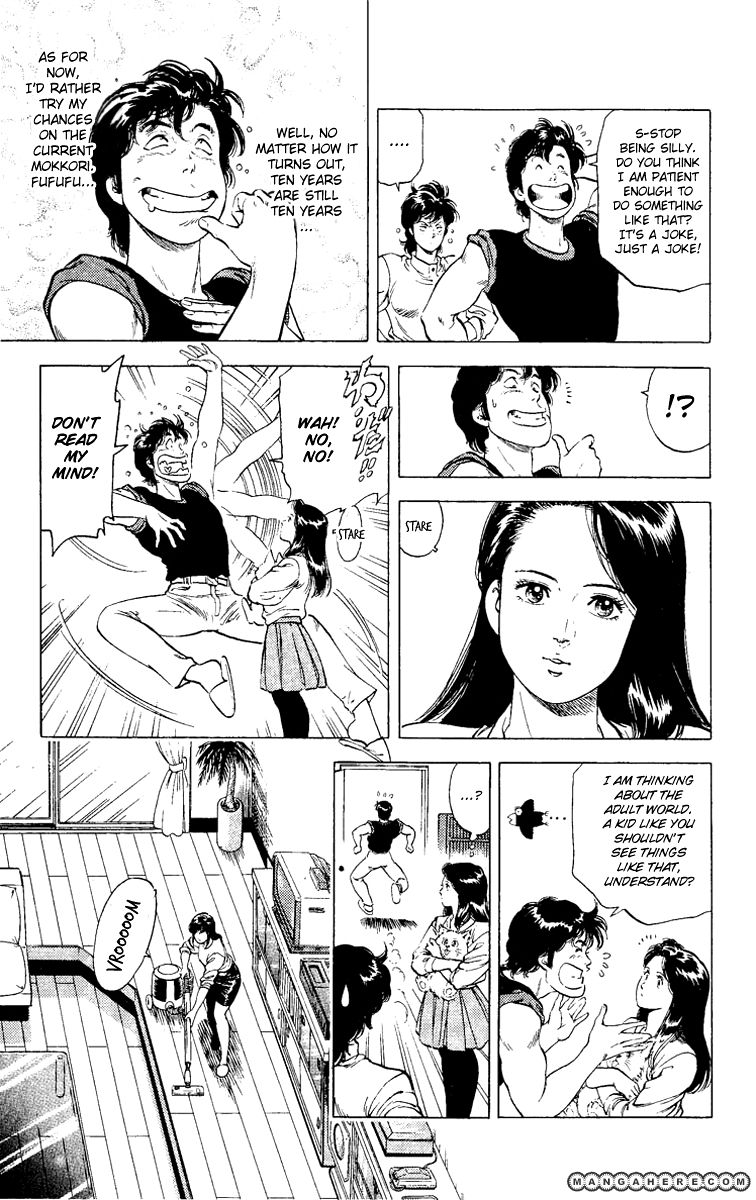 S-STOP
BEING SILLY.
DO YOU THINK
I AM PATIENT
ENOUGH TO
DO SOMETHING
LIKE THAT?
IT'S A JOKE,
JUST A JOKE!
....
WELL, NO
MATTER HOW IT
TURNS OUT,
TEN YEARS
ARE STILL
TEN YEARS
...
AS FOR
NOW,
I'D RATHER
TRY MY
CHANCES
ON THE
CURRENT
MOKKORI.
FUFUFU...
!?
STARE
WAH!
NO,
NO!
STARE
DON'T
READ
MY
MIND!
I AM THINKING
ABOUT THE
ADULT WORLD.
A KID LIKE YOU
SHOULDN'T
SEE THINGS
LIKE THAT,
UNDERSTAND?
...?
VROOOOOM
MANGAHERE.COM